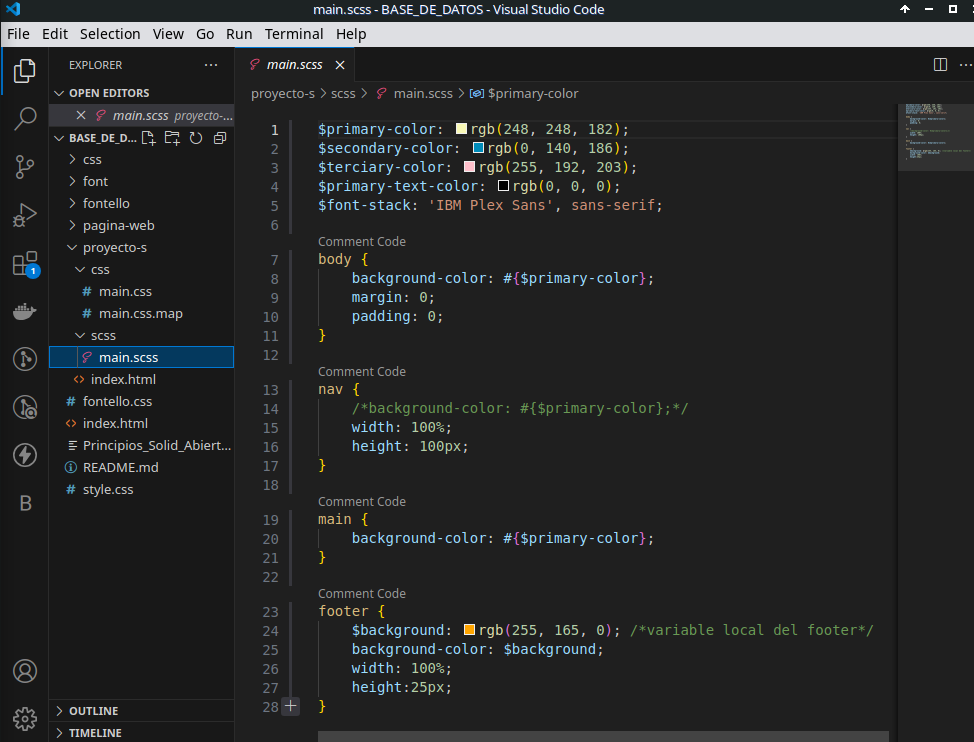 main.scss - BASE_DE_DATOS - Visual Studio Code
File Edit Selection View Go Run Terminal Help
EXPLORER
main.scss
OPEN EDITORS
main.scss proyecto-...
BASE_DE_D...
css
font
fontello
pagina-web
proyecto-s
css
main.css
main.css.map
scss
main.scss
index.html
fontello.css
index.html
Principios_Solid_Abiert...
README.md
style.css
OUTLINE
TIMELINE
1
B
proyecto-s > scss > main.scss > $primary-color
1 $primary-color: rgb(248, 248, 182);
2 $secondary-color: rgb(0, 140, 186);
3 $terciary-color: rgb(255, 192, 203);
4 $primary-text-color: rgb(0, 0, 0);
5 $font-stack: 'IBM Plex Sans', sans-serif;
6
Comment Code
7 body {
8 background-color: #{$primary-color};
9 margin: 0;
10 padding: 0;
11 }
12
Comment Code
13 nav {
14 /*background-color: #{$primary-color};*/
15 width: 100%;
16 height: 100px;
17 }
18
Comment Code
19 main {
20 background-color: #{$primary-color};
21 }
22
Comment Code
23 footer {
24 $background: rgb(255, 165, 0); /*variable local del footer*/
25 background-color: $background;
26 width: 100%;
27 height:25px;
28 }